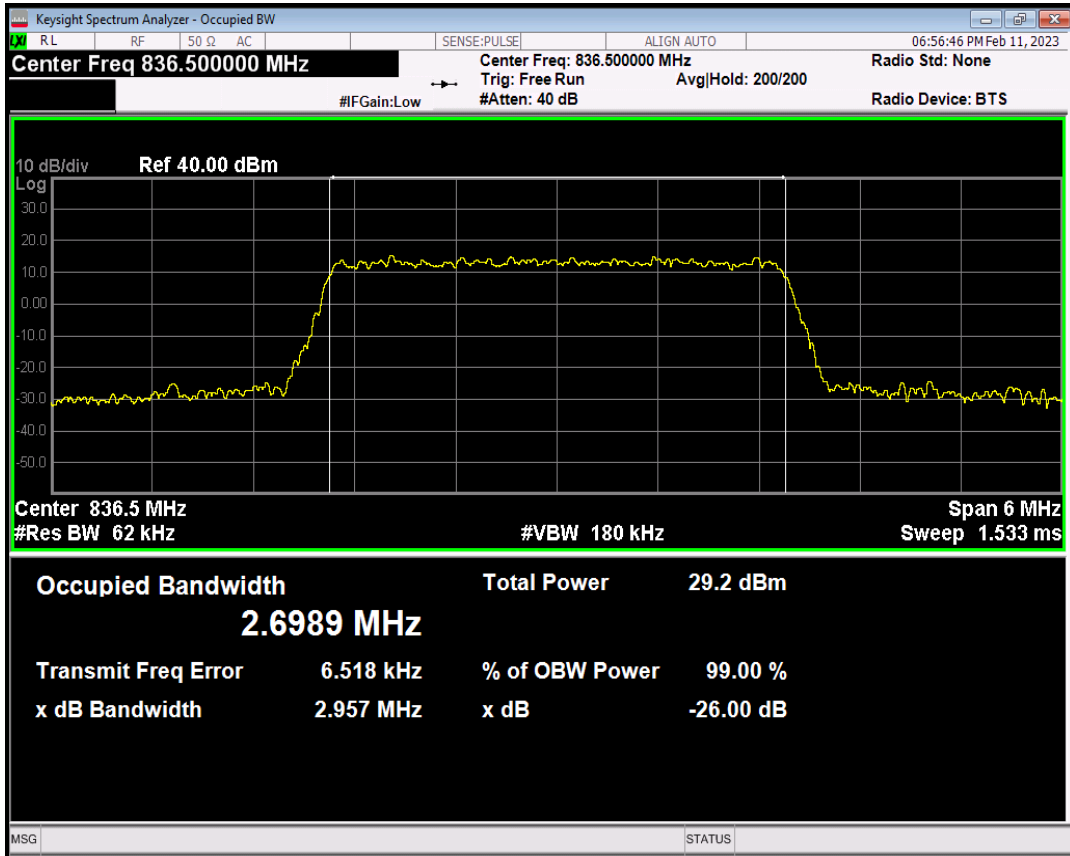 Keysight Spectrum Analyzer - Occupied BW
LXI RL RF 50 Ω AC SENSE:PULSE ALIGN AUTO 06:56:46 PM Feb 11, 2023
Center Freq 836.500000 MHz Center Freq: 836.500000 MHz Radio Std: None
Trig: Free Run Avg|Hold: 200/200
#IFGain:Low #Atten: 40 dB Radio Device: BTS
10 dB/div Ref 40.00 dBm
Log
30.0
20.0
10.0
0.00
-10.0
-20.0
-30.0
-40.0
-50.0
Center 836.5 MHz Span 6 MHz
#Res BW 62 kHz #VBW 180 kHz Sweep 1.533 ms
Occupied Bandwidth Total Power 29.2 dBm
2.6989 MHz
Transmit Freq Error 6.518 kHz % of OBW Power 99.00 %
x dB Bandwidth 2.957 MHz x dB -26.00 dB
MSG STATUS